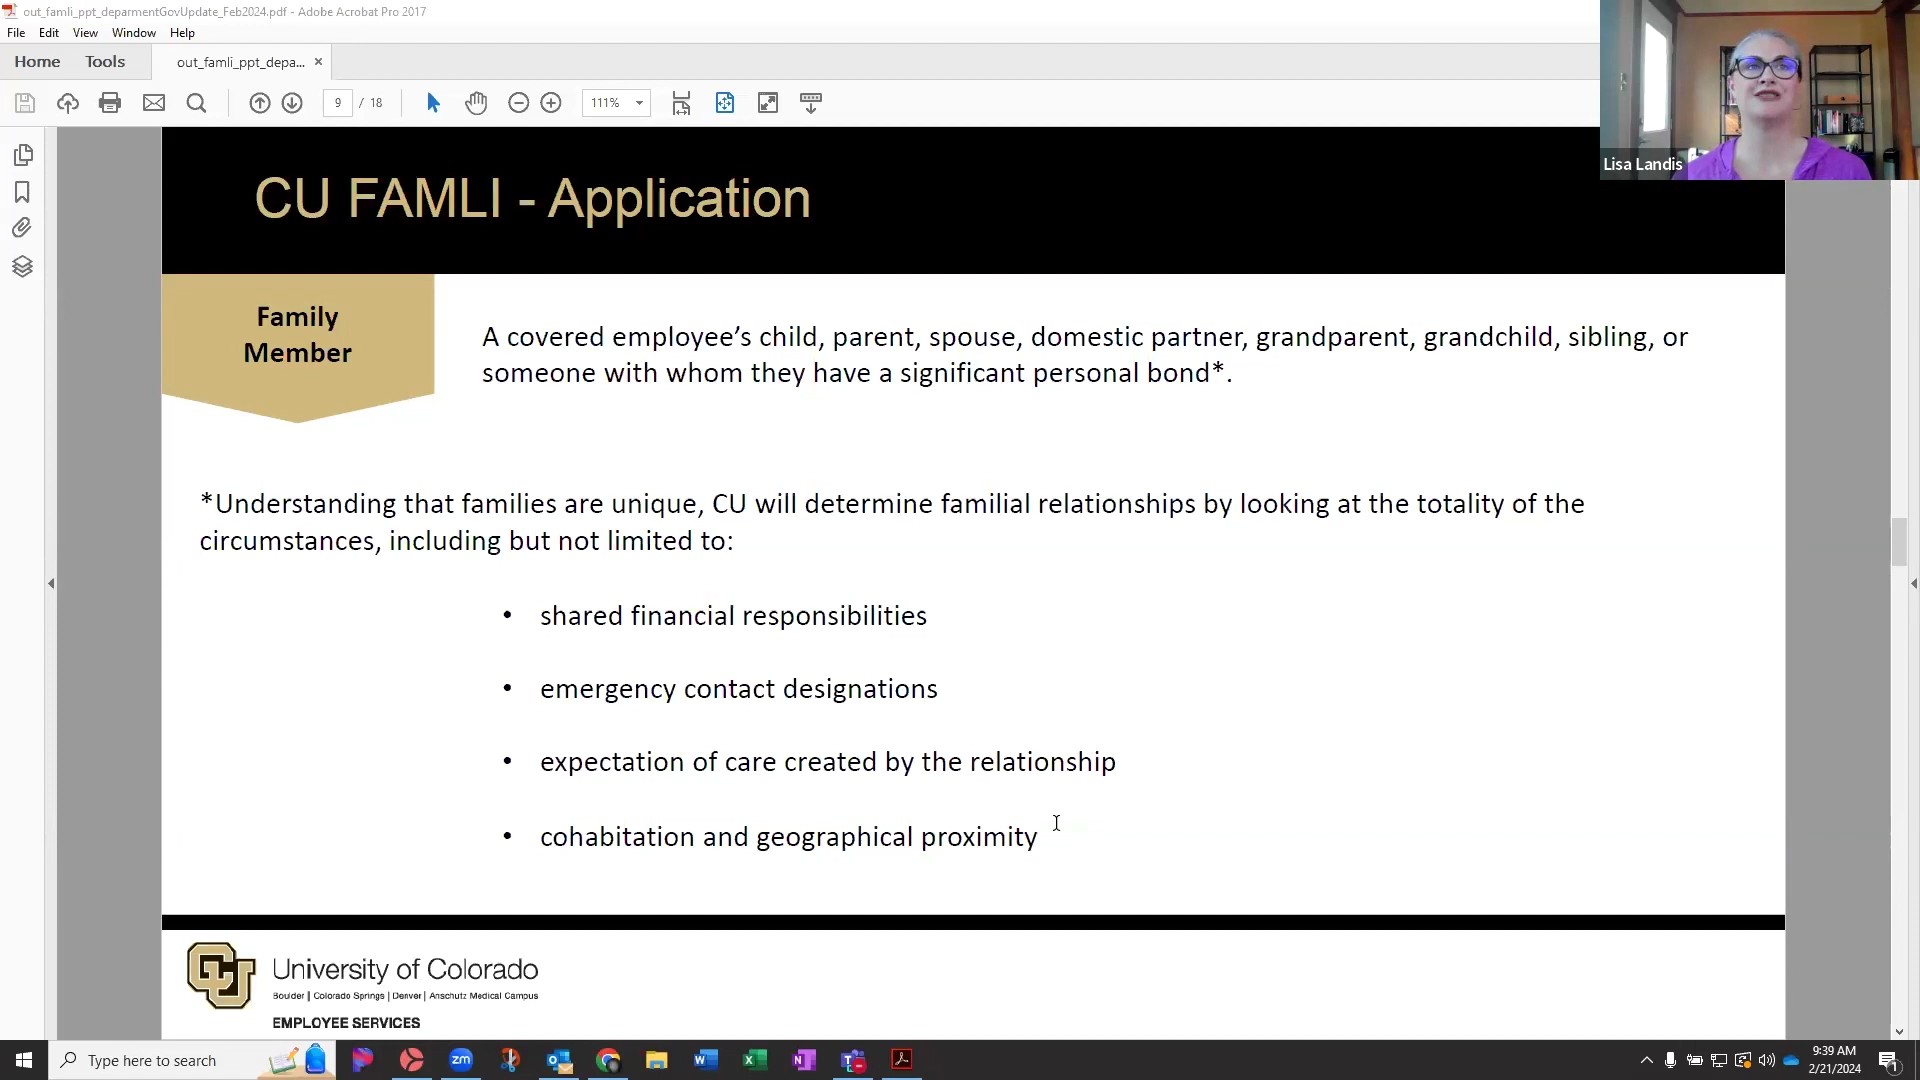 out_famli_ppt_deparmentGovUpdate_Feb2024.pdf - Adobe Acrobat Pro 2017
File Edit View Window Help
Home Tools out_famli_ppt_depa... ×
9 / 18 111%
Lisa Landis
CU FAMLI - Application
Family
Member
A covered employee’s child, parent, spouse, domestic partner, grandparent, grandchild, sibling, or
someone with whom they have a significant personal bond*.
*Understanding that families are unique, CU will determine familial relationships by looking at the totality of the
circumstances, including but not limited to:
• shared financial responsibilities
• emergency contact designations
• expectation of care created by the relationship
• cohabitation and geographical proximity
CU
University of Colorado
Boulder | Colorado Springs | Denver | Anschutz Medical Campus
EMPLOYEE SERVICES
Type here to search
zm
9:39 AM
2/21/2024
1